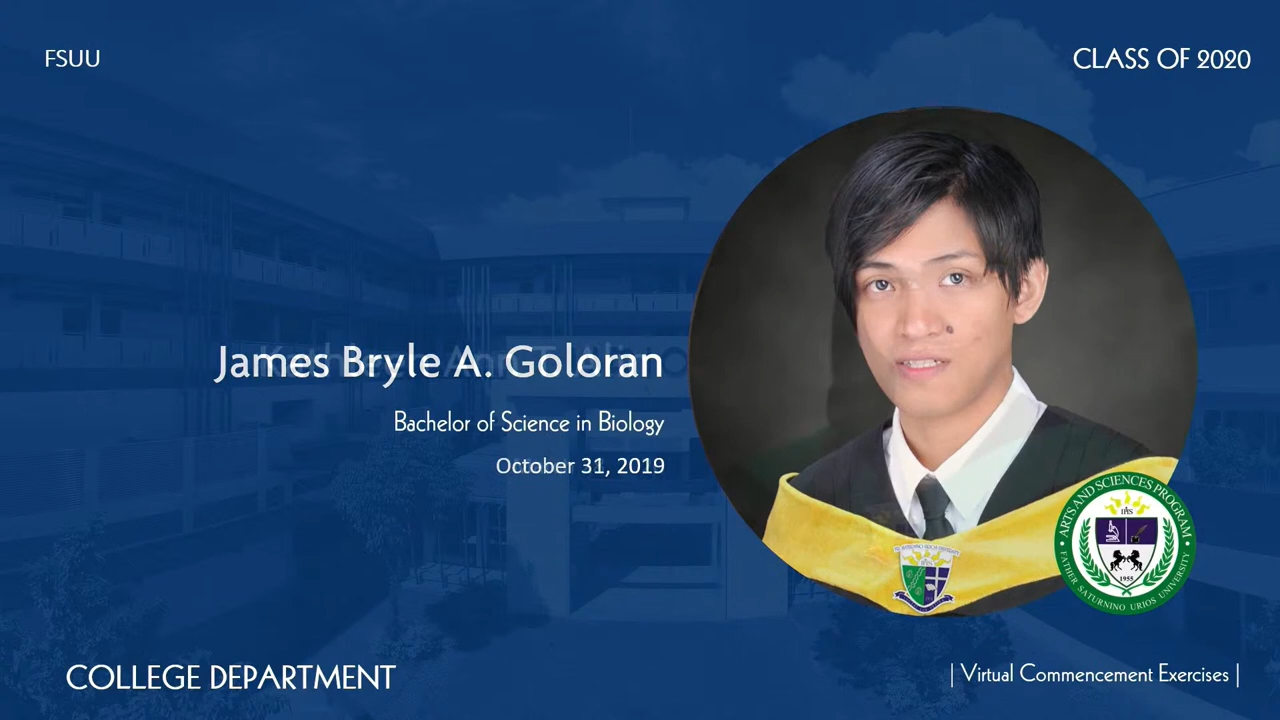 FSUU
CLASS OF 2020
James Bryle A. Goloran
Bachelor of Science in Biology
October 31, 2019
ARTS AND SCIENCES PROGRAM
IHS
1955
FATHER SATURNINO URIOS UNIVERSITY
COLLEGE DEPARTMENT
| Virtual Commencement Exercises |